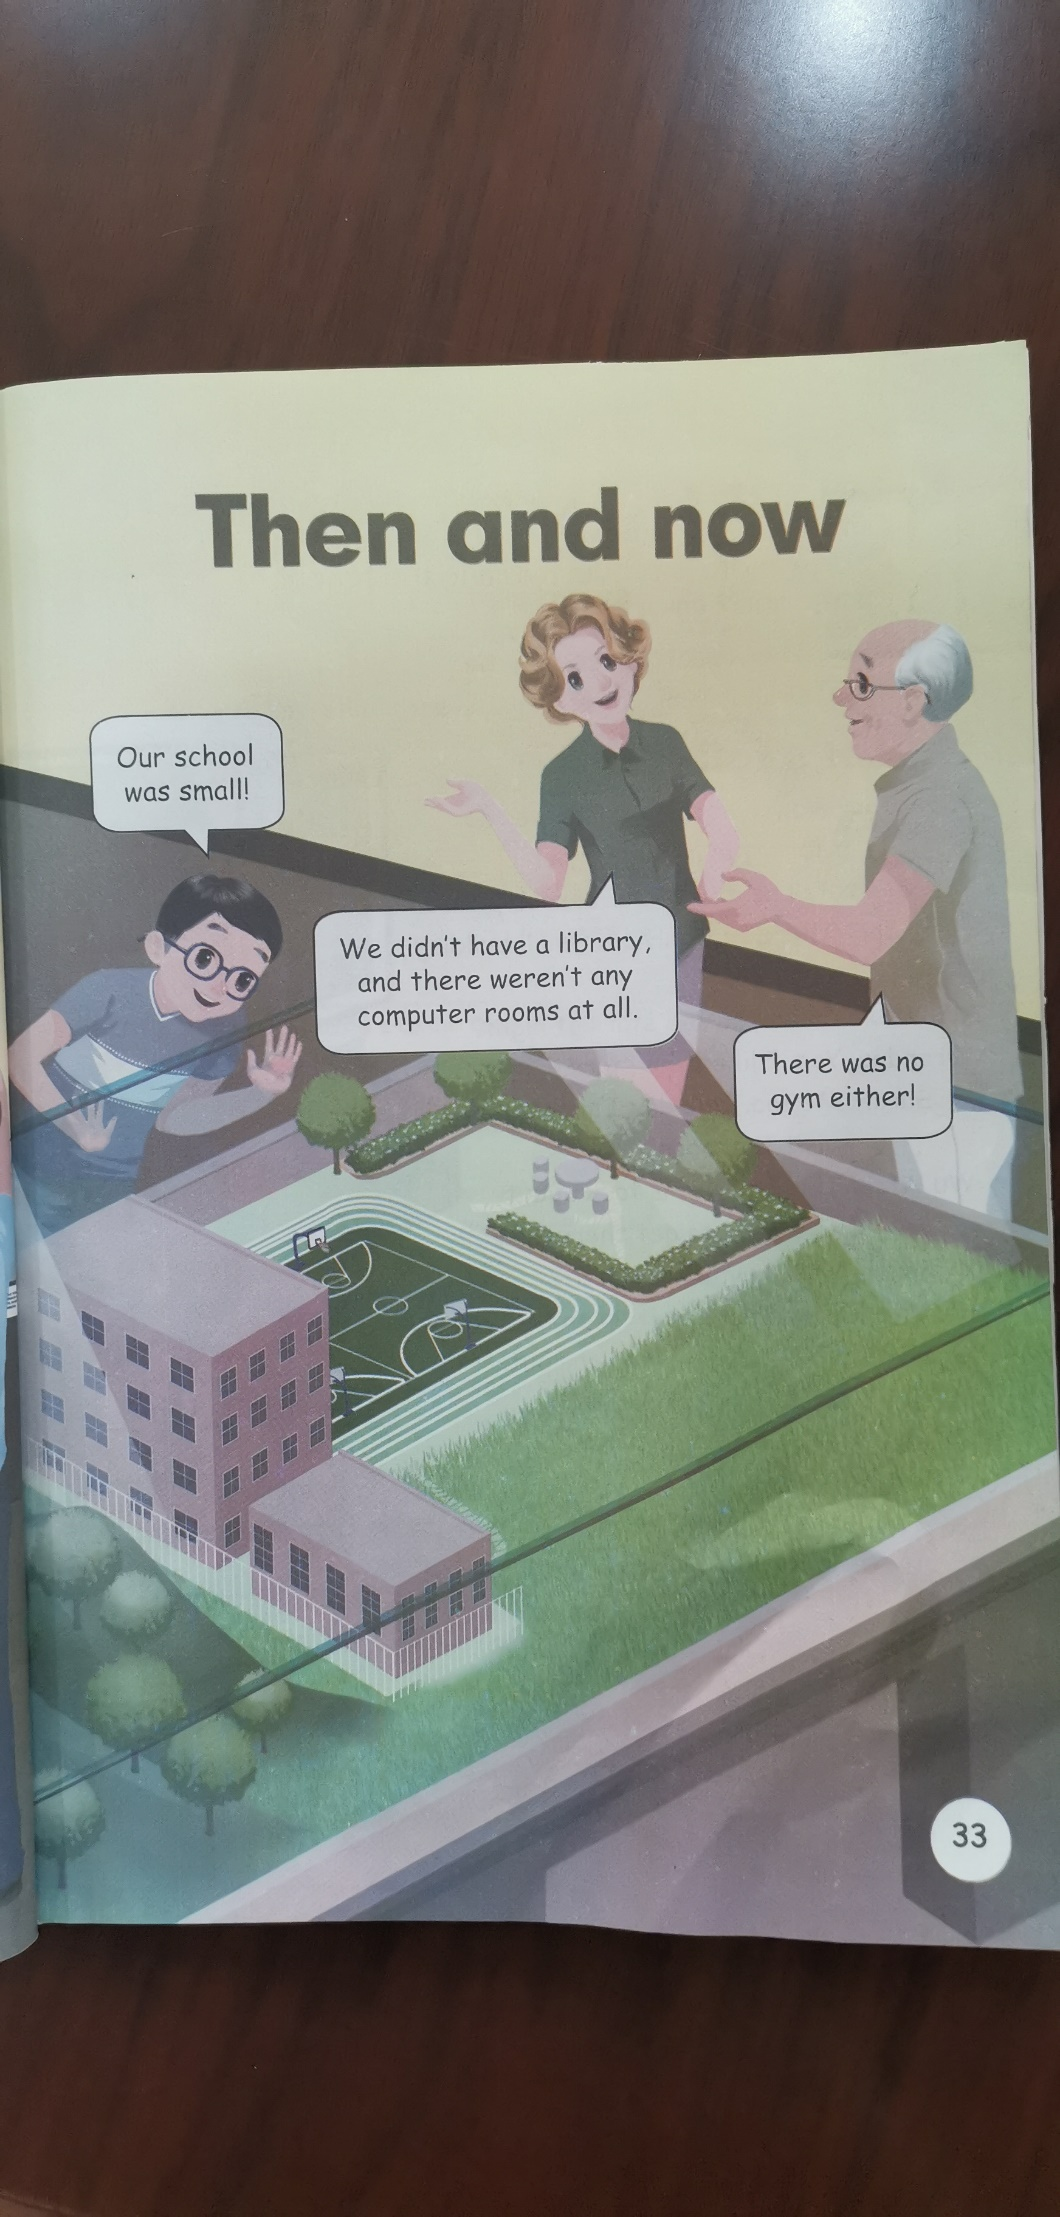 Then and now
Our school
was small!
We didn't have a library,
and there weren't any
computer rooms at all.
There was no
gym either!
33